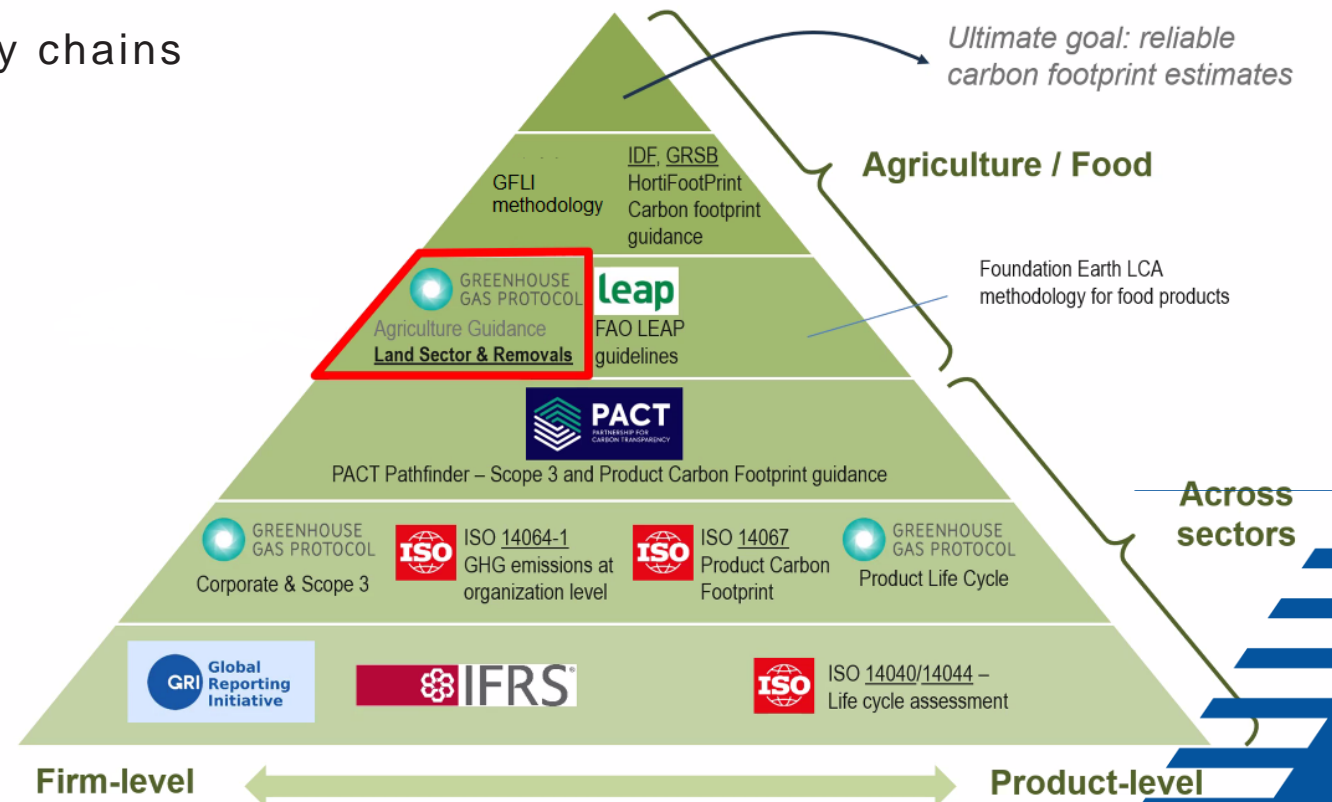 y chains
Ultimate goal: reliable
carbon footprint estimates
Agriculture / Food
GFLI
methodology
IDF, GRSB
HortiFootPrint
Carbon footprint
guidance
GREENHOUSE
GAS PROTOCOL
Agriculture Guidance
Land Sector & Removals
Leap
FAO LEAP
guidelines
Foundation Earth LCA
methodology for food products
PACT
PARTNERSHIP FOR
CARBON TRANSPARENCY
PACT Pathfinder – Scope 3 and Product Carbon Footprint guidance
Across
sectors
GREENHOUSE
GAS PROTOCOL
Corporate & Scope 3
ISO
ISO 14064-1
GHG emissions at
organization level
ISO
ISO 14067
Product Carbon
Footprint
GREENHOUSE
GAS PROTOCOL
Product Life Cycle
GRI
Global
Reporting
Initiative
IFRS®
ISO
ISO 14040/14044 –
Life cycle assessment
Firm-level
Product-level